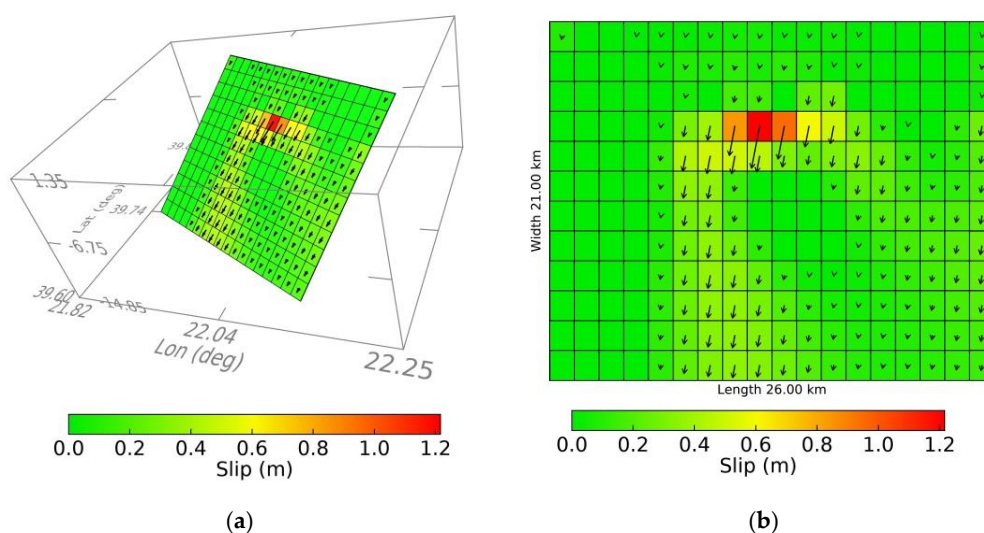 1.35
-6.75
-14.85
Lat (deg)
39.74
39.60
21.82
22.04
22.25
Lon (deg)
0.0 0.2 0.4 0.6 0.8 1.0 1.2
Slip (m)
(a)
Width 21.00 km
Length 26.00 km
0.0 0.2 0.4 0.6 0.8 1.0 1.2
Slip (m)
(b)